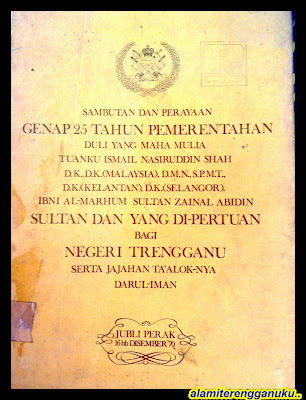 SAMBUTAN DAN PERAYAAN
GENAP 25 TAHUN PEMERENTAHAN
DULI YANG MAHA MULIA
TUANKU ISMAIL NASIRUDDIN SHAH
D.K., D.K. (MALAYSIA), D.M.N., S.P.M.T.,
D.K. (KELANTAN), D.K. (SELANGOR),
IBNI AL-MARHUM SULTAN ZAINAL ABIDIN
SULTAN DAN YANG DI-PERTUAN
BAGI
NEGERI TRENGGANU
SERTA JAJAHAN TA'ALOK-NYA
DARUL-IMAN
JUBLI PERAK
16hb DISEMBER '70
alamiterengganuku..